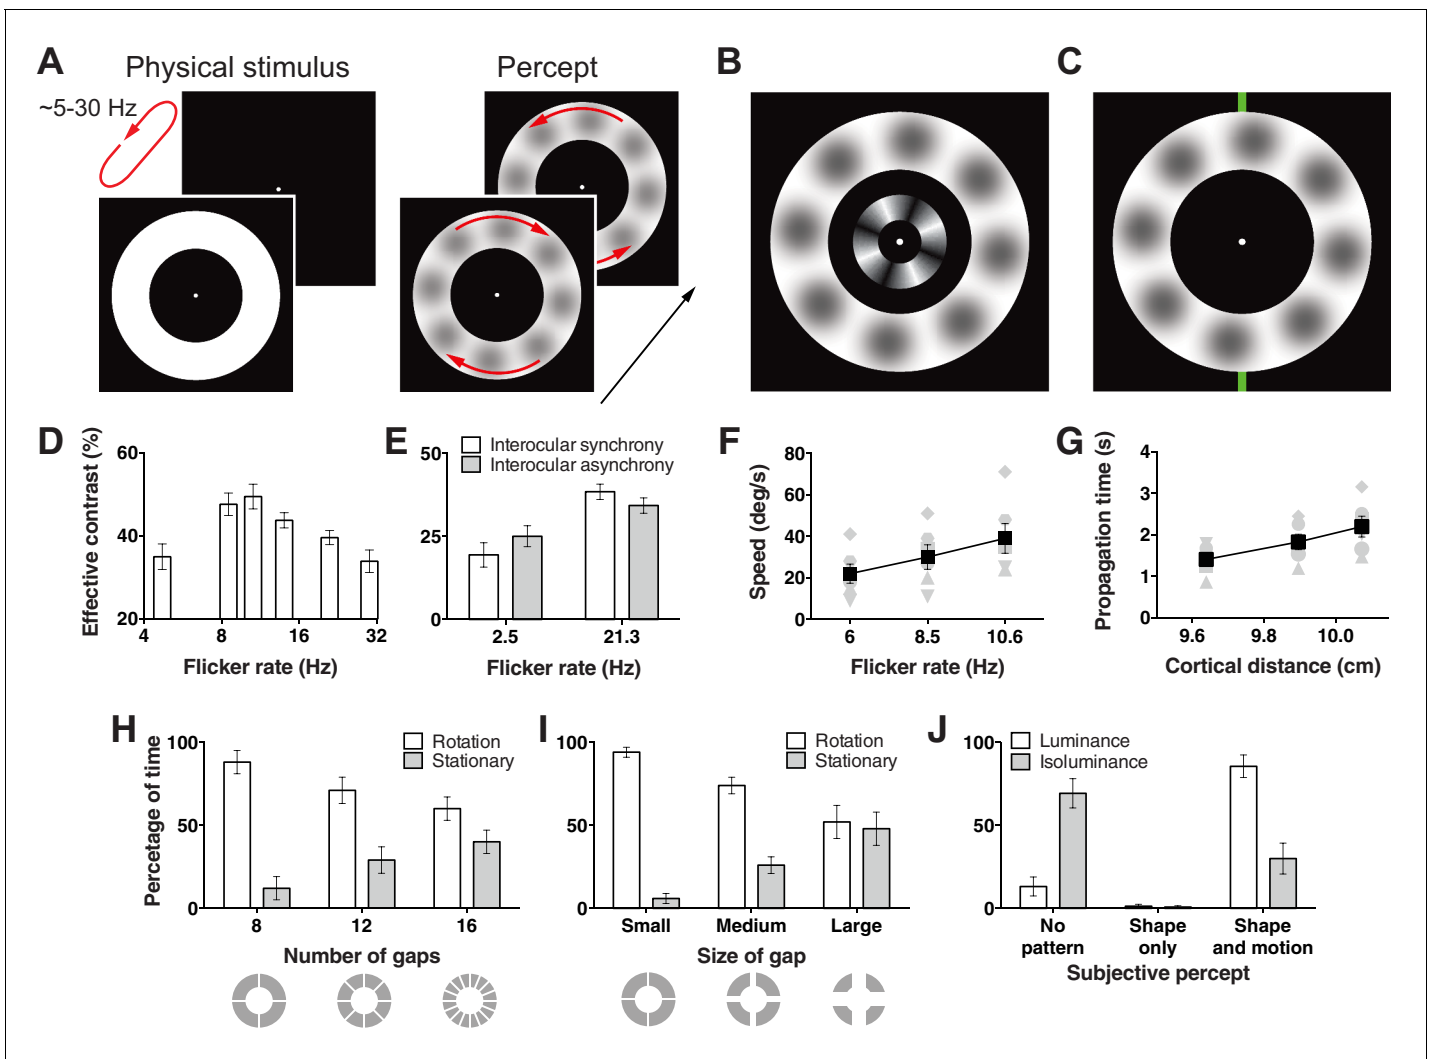 A
Physical stimulus
Percept
~5-30 Hz
B
C
D
Effective contrast (%)
60
40
20
4
8
16
32
Flicker rate (Hz)
E
Interocular synchrony
Interocular asynchrony
50
25
0
2.5
21.3
Flicker rate (Hz)
F
Speed (deg/s)
80
60
40
20
0
6
8.5
10.6
Flicker rate (Hz)
G
Propagation time (s)
4
3
2
1
0
9.6
9.8
10.0
Cortical distance (cm)
H
Percetage of time
100
50
0
Rotation
Stationary
8
12
16
Number of gaps
I
100
50
0
Rotation
Stationary
Small
Medium
Large
Size of gap
J
Luminance
Isoluminance
100
50
0
No
pattern
Shape
only
Shape
and motion
Subjective percept